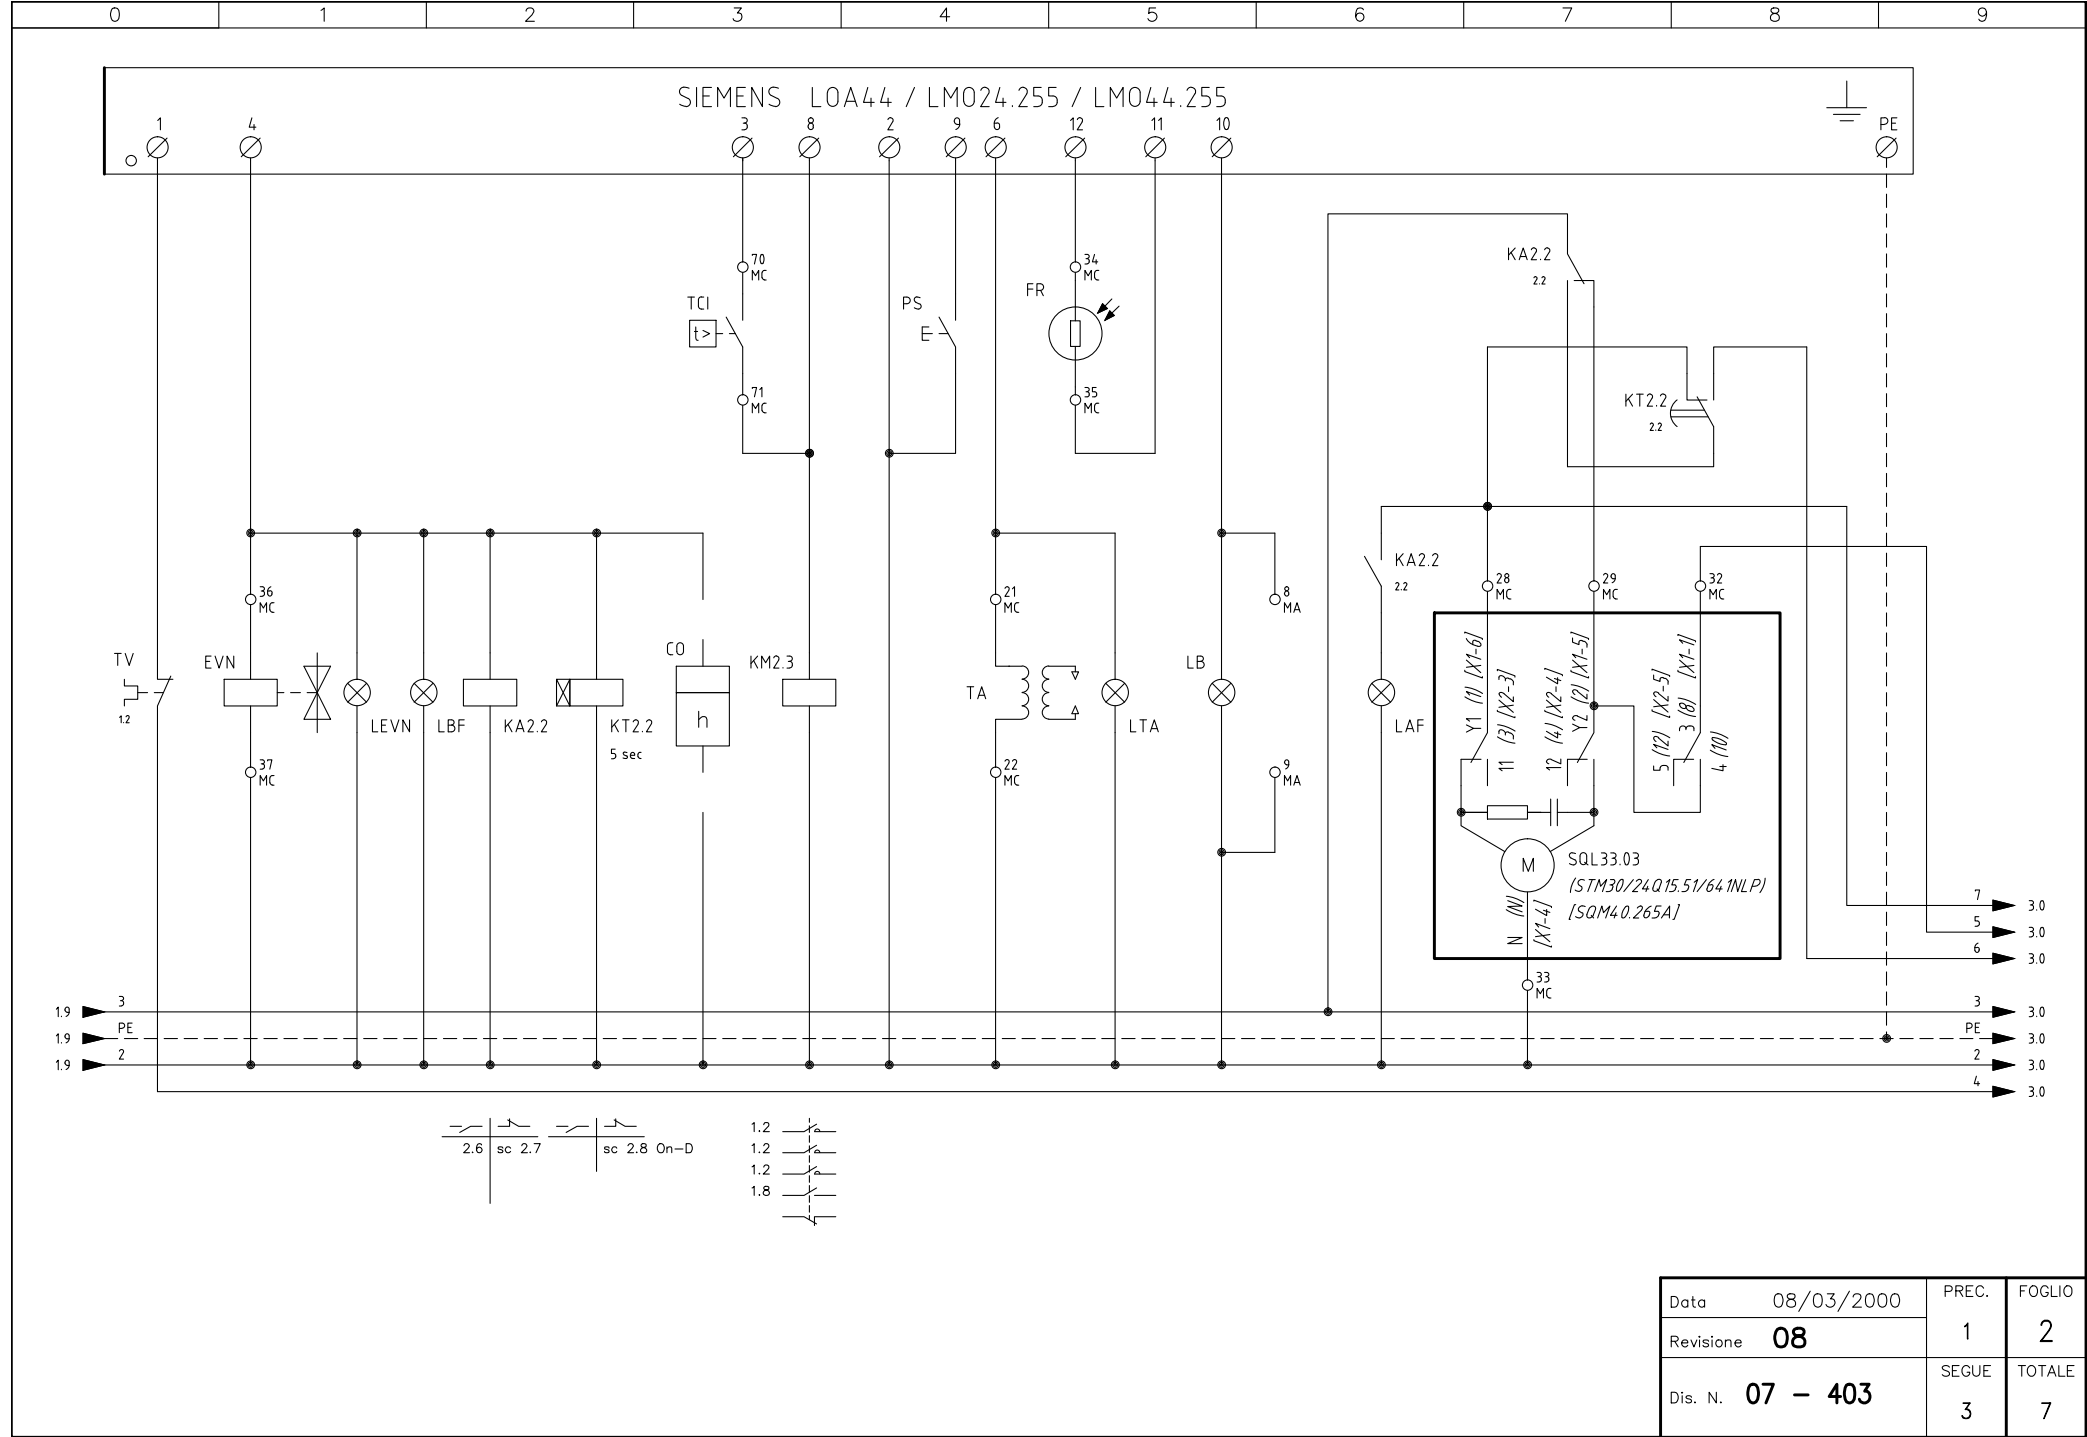 0 1 2 3 4 5 6 7 8 9
SIEMENS LOA44 / LMO24.255 / LMO44.255
1 4 3 8 2 9 6 12 11 10 PE
70
MC
TCI
t>
71
MC
PS
E
34
MC
FR
35
MC
KA2.2
2.2
KT2.2
2.2
KA2.2
2.2
28
MC
29
MC
32
MC
36
MC
21
MC
8
MA
TV
1.2
EVN
37
MC
LEVN
LBF
KA2.2
KT2.2
5 sec
CO
h
KM2.3
TA
22
MC
LTA
LB
9
MA
LAF
Y1 (1) [X1-6]
11 (3) [X2-3]
12 (4) [X2-4]
Y2 (2) [X1-5]
5 (12) [X2-5]
3 (8) [X1-1]
4 (10)
M
SQL33.03
(STM30/24Q15.51/641NLP)
[SQM40.265A]
N (N)
[X1-4]
33
MC
7 3.0
5 3.0
6 3.0
1.9 3 3 3.0
1.9 PE PE 3.0
1.9 2 2 3.0
4 3.0
2.6 sc 2.7
sc 2.8 On-D
1.2
1.2
1.2
1.8
Data 08/03/2000
Revisione 08
Dis. N. 07 - 403
PREC.
1
FOGLIO
2
SEGUE
3
TOTALE
7